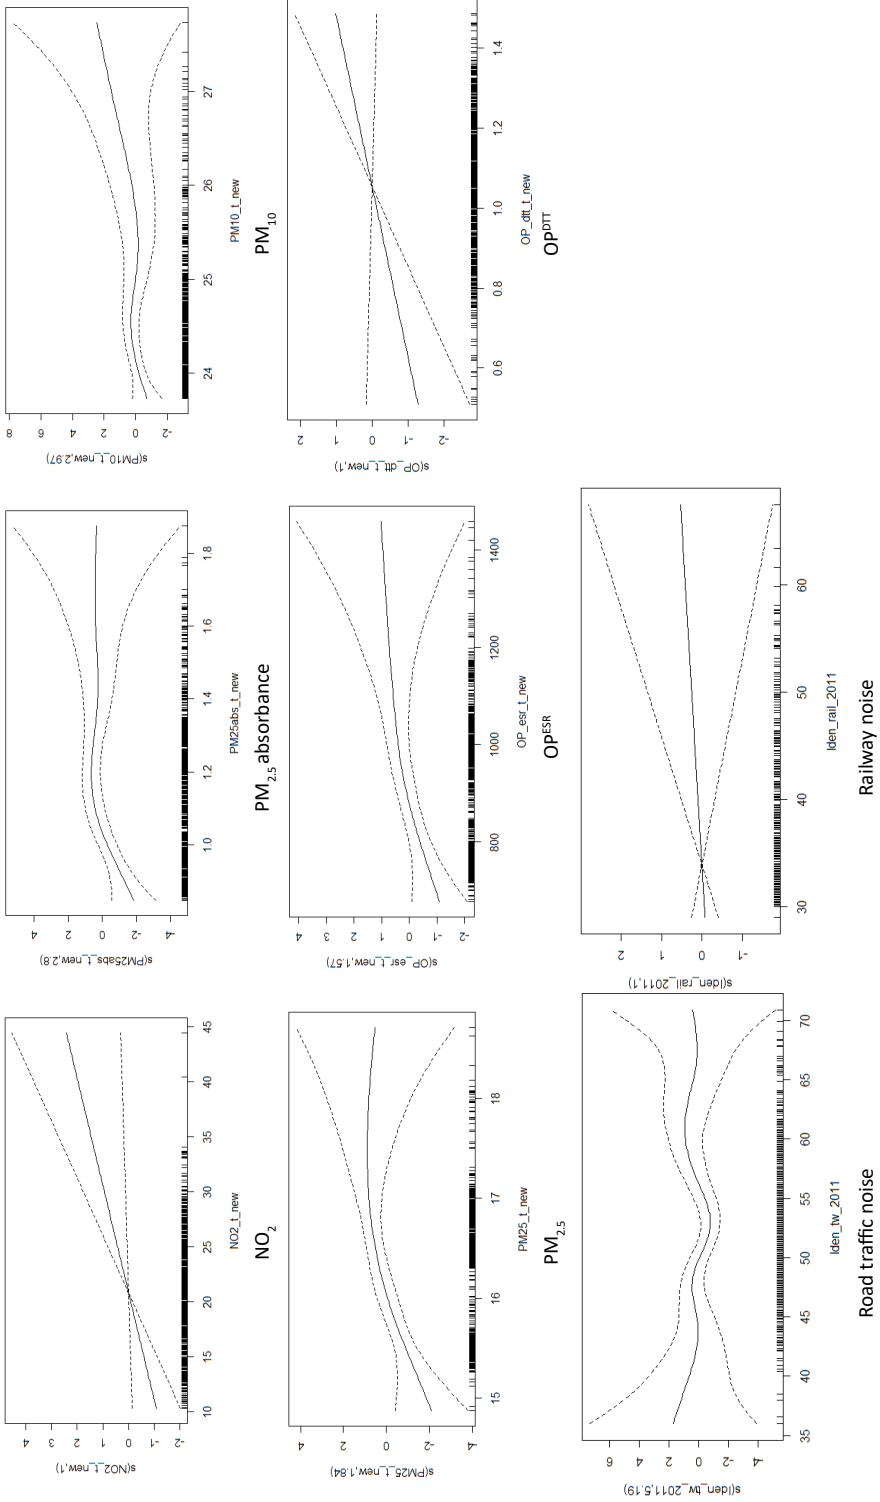 s(NO2_t_new,1)
-2 -1 0 1 2 3 4
10 15 20 25 30 35 40 45
NO2_t_new
NO2
s(PM25abs_t_new,2.8)
-4 -2 0 2 4
1.0 1.2 1.4 1.6 1.8
PM25abs_t_new
PM2.5 absorbance
s(PM10_t_new,2.97)
-2 0 2 4 6 8
24 25 26 27
PM10_t_new
PM10
s(PM25_t_new,1.84)
-4 -2 0 2 4
15 16 17 18
PM25_t_new
PM2.5
s(OP_esr_t_new,1.57)
-2 -1 0 1 2 3 4
800 1000 1200 1400
OP_esr_t_new
OPESR
s(OP_dtt_t_new,1)
-2 -1 0 1 2
0.6 0.8 1.0 1.2 1.4
OP_dtt_t_new
OPDTT
s(lden_tw_2011,5.19)
-4 -2 0 2 4 6
35 40 45 50 55 60 65 70
lden_tw_2011
Road traffic noise
s(lden_rail_2011,1)
-1 0 1 2
30 40 50 60
lden_rail_2011
Railway noise